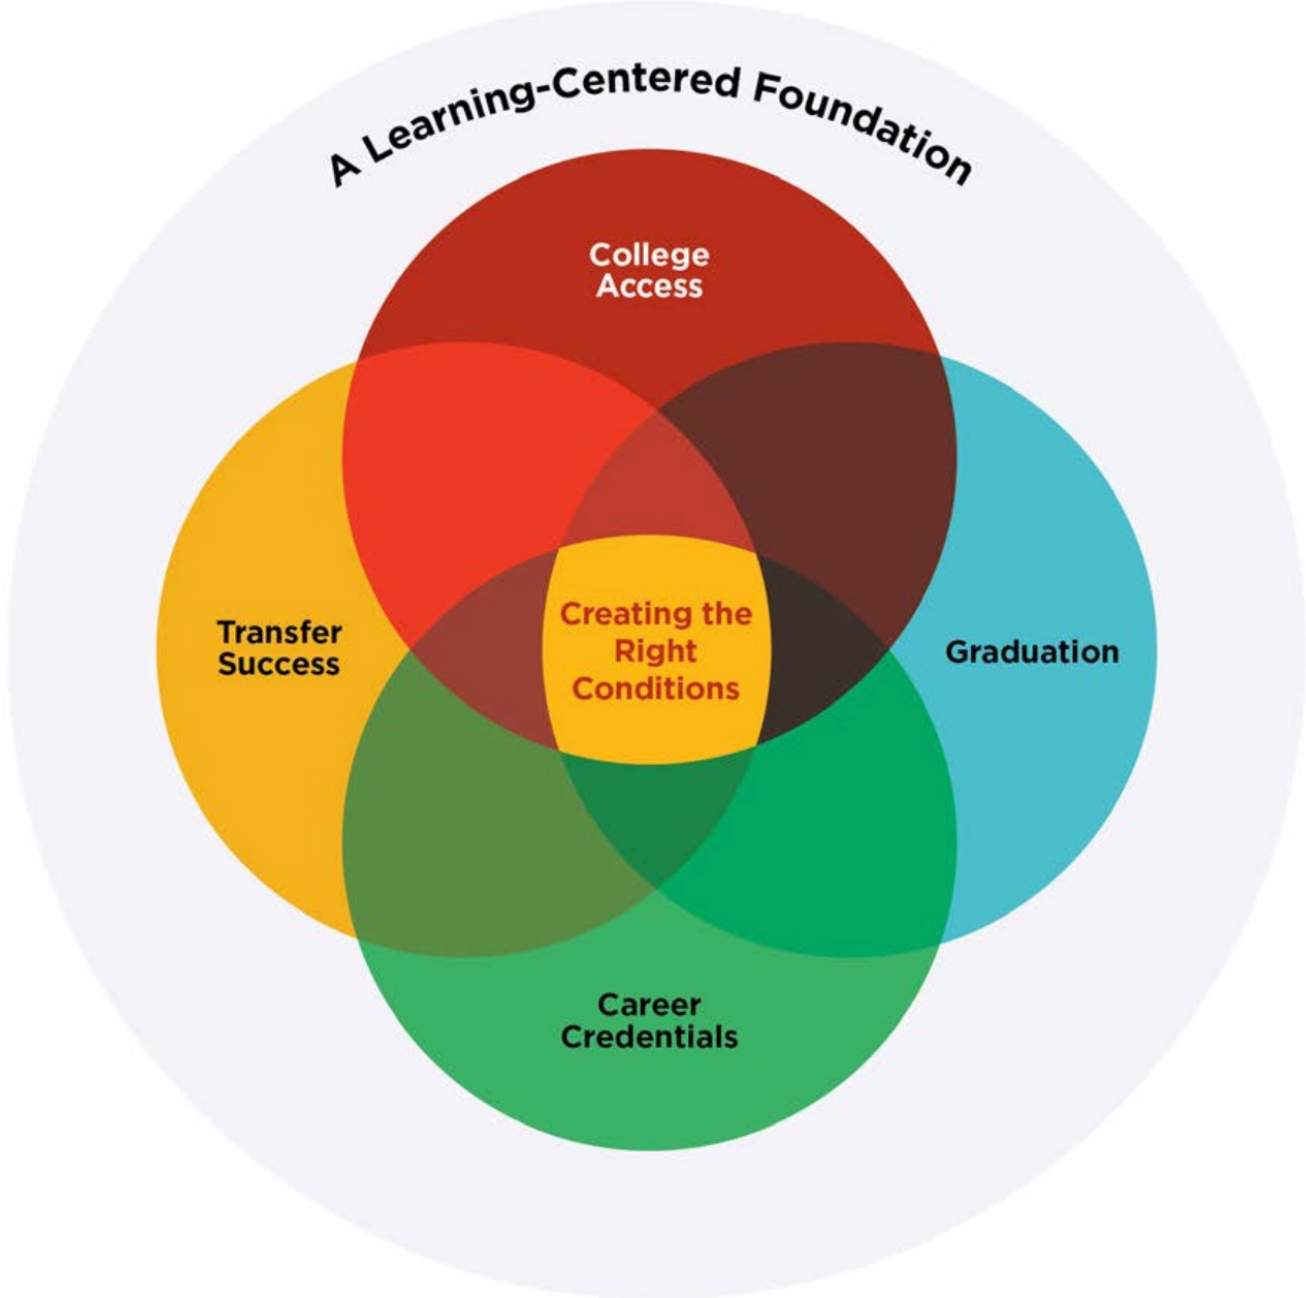 A Learning-Centered Foundation
College
Access
Transfer
Success
Creating the
Right
Conditions
Graduation
Career
Credentials